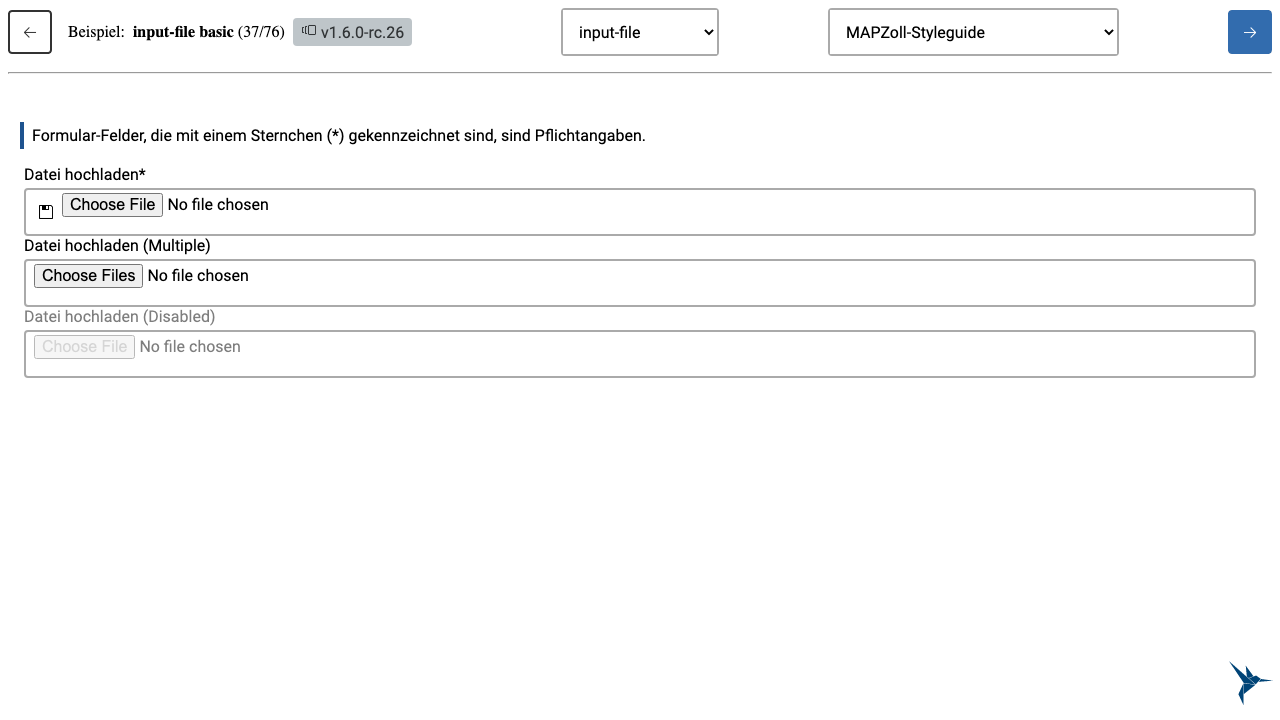 Beispiel: input-file basic (37/76) v1.6.0-rc.26 input-file MAPZoll-Styleguide
Formular-Felder, die mit einem Sternchen (*) gekennzeichnet sind, sind Pflichtangaben.
Datei hochladen*
Choose File No file chosen
Datei hochladen (Multiple)
Choose Files No file chosen
Datei hochladen (Disabled)
Choose File No file chosen